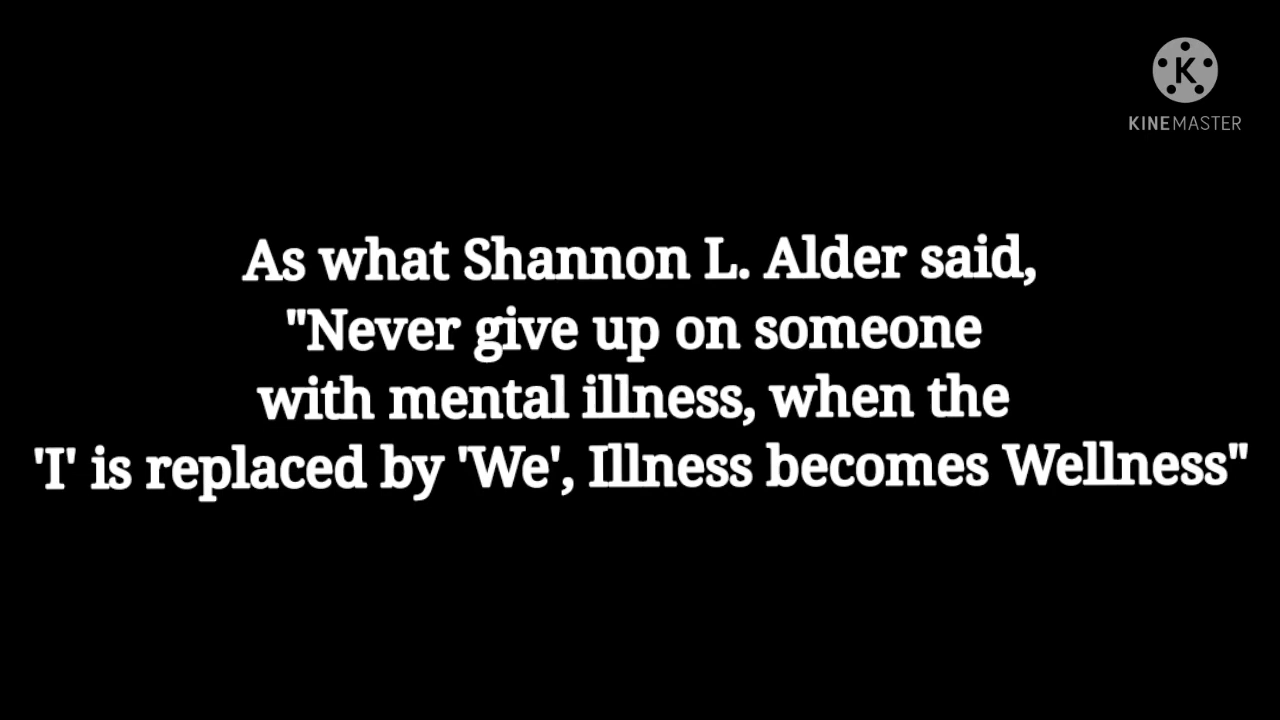 K
KINEMASTER
As what Shannon L. Alder said,
"Never give up on someone
with mental illness, when the
'I' is replaced by 'We', Illness becomes Wellness"